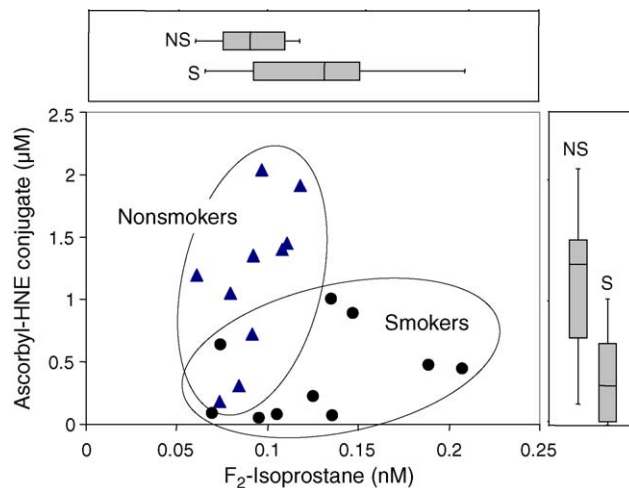 NS
S
Ascorbyl-HNE conjugate (µM)
2.5
2
1.5
1
0.5
0
Nonsmokers
Smokers
NS
S
0
0.05
0.1
0.15
0.2
0.25
F₂-Isoprostane (nM)